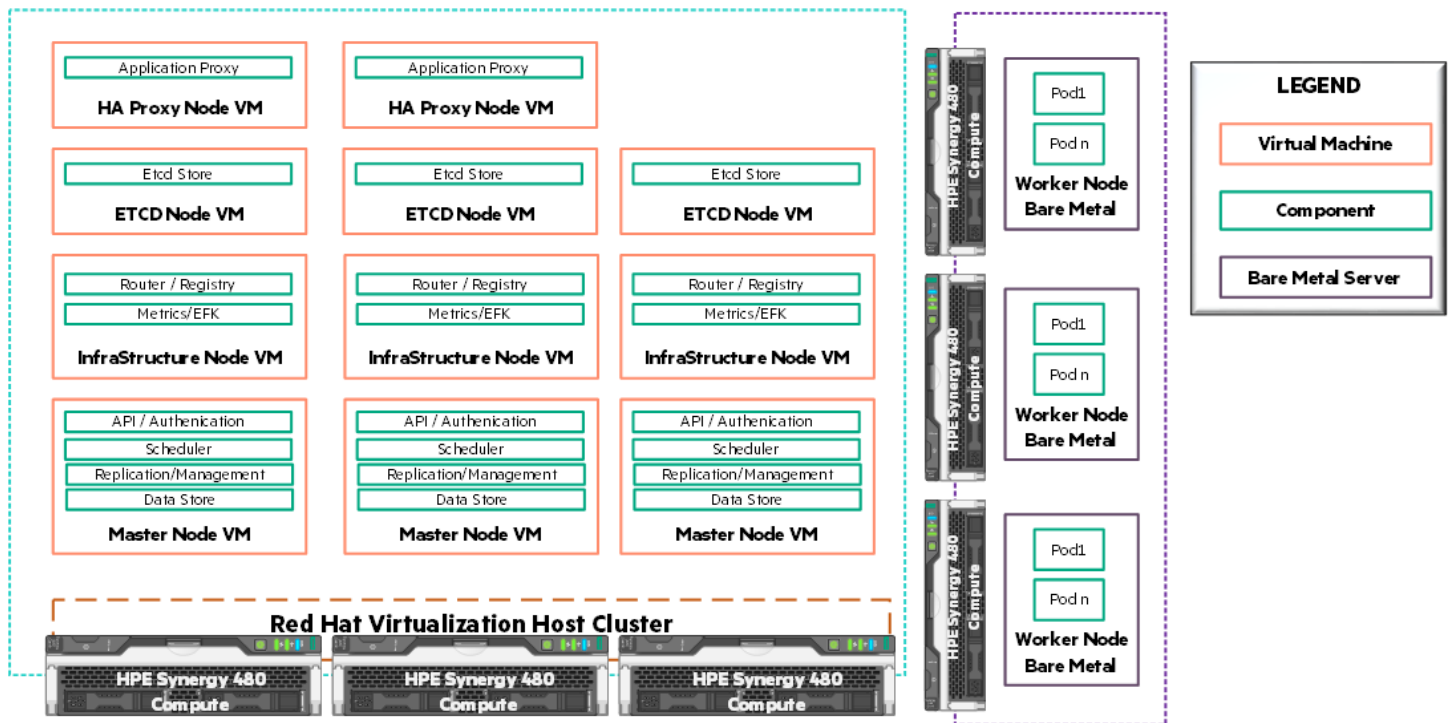 Application Proxy
HA Proxy Node VM
Application Proxy
HA Proxy Node VM
Etcd Store
ETCD Node VM
Etcd Store
ETCD Node VM
Etcd Store
ETCD Node VM
Router / Registry
Metrics/EFK
InfraStructure Node VM
Router / Registry
Metrics/EFK
InfraStructure Node VM
Router / Registry
Metrics/EFK
InfraStructure Node VM
API / Authenication
Scheduler
Replication/Management
Data Store
Master Node VM
API / Authenication
Scheduler
Replication/Management
Data Store
Master Node VM
API / Authenication
Scheduler
Replication/Management
Data Store
Master Node VM
Red Hat Virtualization Host Cluster
HPE Synergy 480
Compute
HPE Synergy 480
Compute
HPE Synergy 480
Compute
HPE Synergy 480
Compute
Pod1
Pod n
Worker Node
Bare Metal
HPE Synergy 480
Compute
Pod1
Pod n
Worker Node
Bare Metal
HPE Synergy 480
Compute
Pod1
Pod n
Worker Node
Bare Metal
LEGEND
Virtual Machine
Component
Bare Metal Server